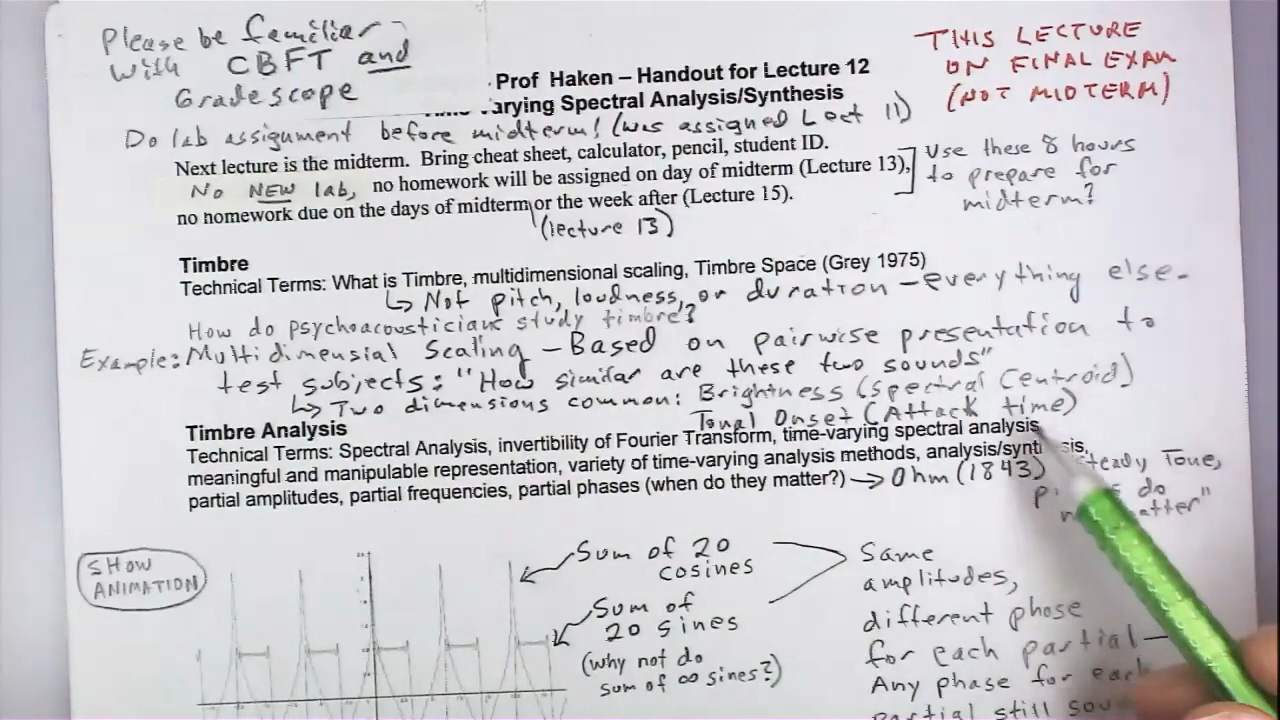 Please be familiar
with CBFT and
Gradescope
THIS LECTURE
ON FINAL EXAM
(NOT MIDTERM)
Prof Haken – Handout for Lecture 12
Varying Spectral Analysis/Synthesis
Do lab assignment before midterm! (was assigned Lect 11)
Next lecture is the midterm. Bring cheat sheet, calculator, pencil, student ID.
No NEW lab, no homework will be assigned on day of midterm (Lecture 13),
no homework due on the days of midterm or the week after (Lecture 15).
(lecture 13)
Use these 8 hours
to prepare for
midterm?
Timbre
Technical Terms: What is Timbre, multidimensional scaling, Timbre Space (Grey 1975)
↳ Not pitch, loudness, or duration – everything else.
How do psychoacousticians study timbre?
Example: Multidimensial Scaling – Based on pairwise presentation to
test subjects: "How similar are these two sounds"
↳ Two dimensions common: Brightness (Spectral Centroid)
Tonal Onset (Attack time)
Timbre Analysis
Technical Terms: Spectral Analysis, invertibility of Fourier Transform, time-varying spectral analysis,
meaningful and manipulable representation, variety of time-varying analysis methods, analysis/synthesis,
partial amplitudes, partial frequencies, partial phases (when do they matter?) → Ohm (1843)
Tone,
do
SHOW
ANIMATION
Sum of 20
cosines
Sum of
20 sines
(why not do
sum of ∞ sines?)
Same
amplitudes,
different phase
for each partial –
Any phase for each
partial still